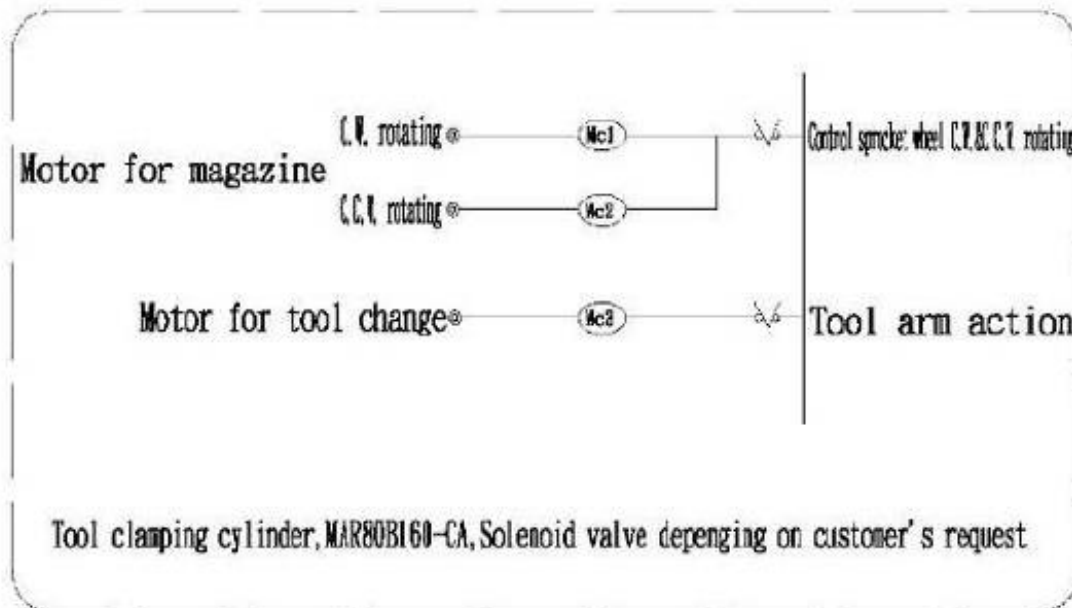 C.W. rotating
Mc1
Motor for magazine
C.C.W. rotating
Mc2
Control wheel rotating
Motor for tool change
Mc3
Tool arm action
Tool clamping cylinder, MAR80B160-CA, Solenoid valve depenging on customer's request